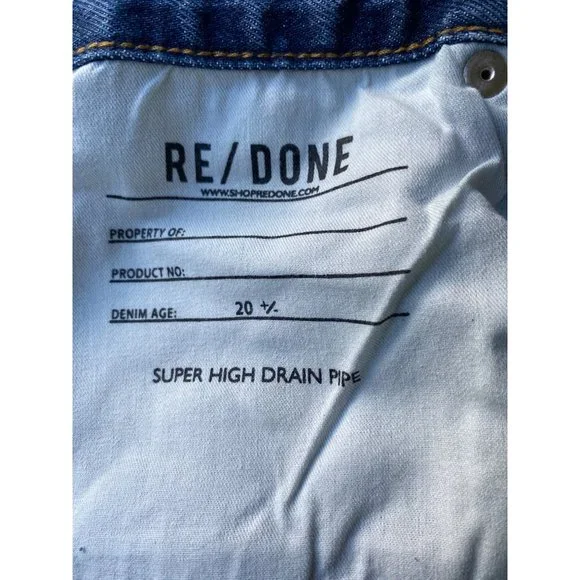 RE/DONE
WWW.SHOPREDONE.COM
PROPERTY OF:
PRODUCT NO:
DENIM AGE: 20 +/-
SUPER HIGH DRAIN PIPE